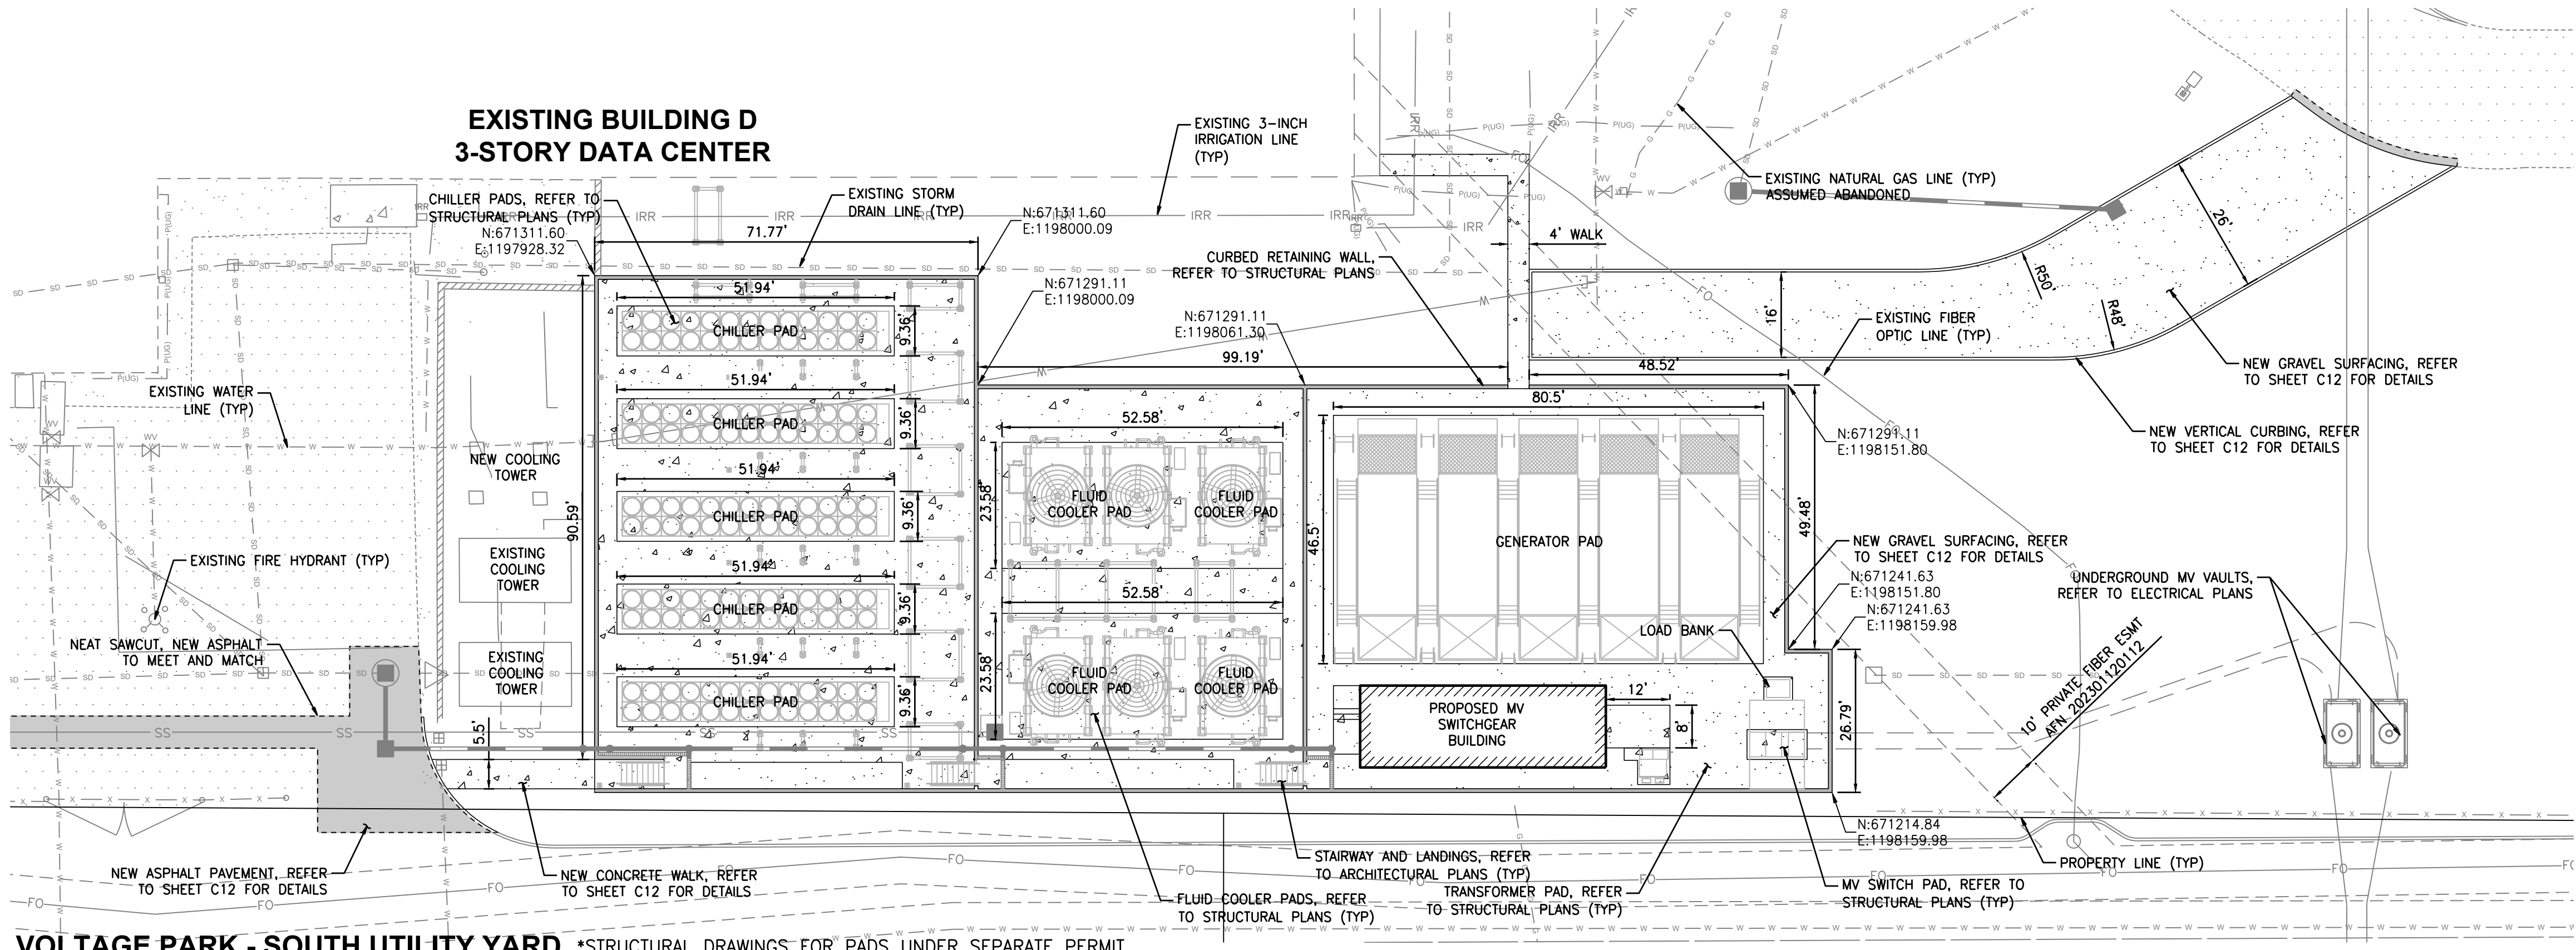 EXISTING BUILDING D
3-STORY DATA CENTER
CHILLER PADS, REFER TO
STRUCTURAL PLANS (TYP)
N:671311.60
E:1197928.32
71.77'
EXISTING STORM
DRAIN LINE (TYP)
EXISTING 3-INCH
IRRIGATION LINE
(TYP)
N:671311.60
E:1198000.09
N:671291.11
E:1198000.09
CURBED RETAINING WALL,
REFER TO STRUCTURAL PLANS
N:671291.11
E:1198061.30
99.19'
4' WALK
EXISTING NATURAL GAS LINE (TYP)
ASSUMED ABANDONED
26'
R50'
R48'
16'
48.52'
EXISTING FIBER
OPTIC LINE (TYP)
NEW GRAVEL SURFACING, REFER
TO SHEET C12 FOR DETAILS
NEW VERTICAL CURBING, REFER
TO SHEET C12 FOR DETAILS
EXISTING WATER
LINE (TYP)
EXISTING FIRE HYDRANT (TYP)
NEAT SAWCUT, NEW ASPHALT
TO MEET AND MATCH
NEW COOLING
TOWER
EXISTING
COOLING
TOWER
EXISTING
COOLING
TOWER
90.59'
5.5'
51.94'
CHILLER PAD
9.36'
51.94'
CHILLER PAD
9.36'
51.94'
CHILLER PAD
9.36'
51.94'
CHILLER PAD
9.36'
51.94'
CHILLER PAD
9.36'
52.58'
23.58'
FLUID
COOLER PAD
FLUID
COOLER PAD
52.58'
23.58'
FLUID
COOLER PAD
FLUID
COOLER PAD
80.5'
46.5'
GENERATOR PAD
49.48'
N:671291.11
E:1198151.80
NEW GRAVEL SURFACING, REFER
TO SHEET C12 FOR DETAILS
N:671241.63
E:1198151.80
N:671241.63
E:1198159.98
UNDERGROUND MV VAULTS,
REFER TO ELECTRICAL PLANS
LOAD BANK
PROPOSED MV
SWITCHGEAR
BUILDING
12'
8'
26.79'
10' PRIVATE FIBER ESMT
AFN 202301120112
N:671214.84
E:1198159.98
PROPERTY LINE (TYP)
MV SWITCH PAD, REFER TO
STRUCTURAL PLANS (TYP)
TRANSFORMER PAD, REFER
TO STRUCTURAL PLANS (TYP)
STAIRWAY AND LANDINGS, REFER
TO ARCHITECTURAL PLANS (TYP)
FLUID COOLER PADS, REFER
TO STRUCTURAL PLANS (TYP)
NEW CONCRETE WALK, REFER
TO SHEET C12 FOR DETAILS
NEW ASPHALT PAVEMENT, REFER
TO SHEET C12 FOR DETAILS
VOLTAGE PARK - SOUTH UTILITY YARD *STRUCTURAL DRAWINGS FOR PADS UNDER SEPARATE PERMIT